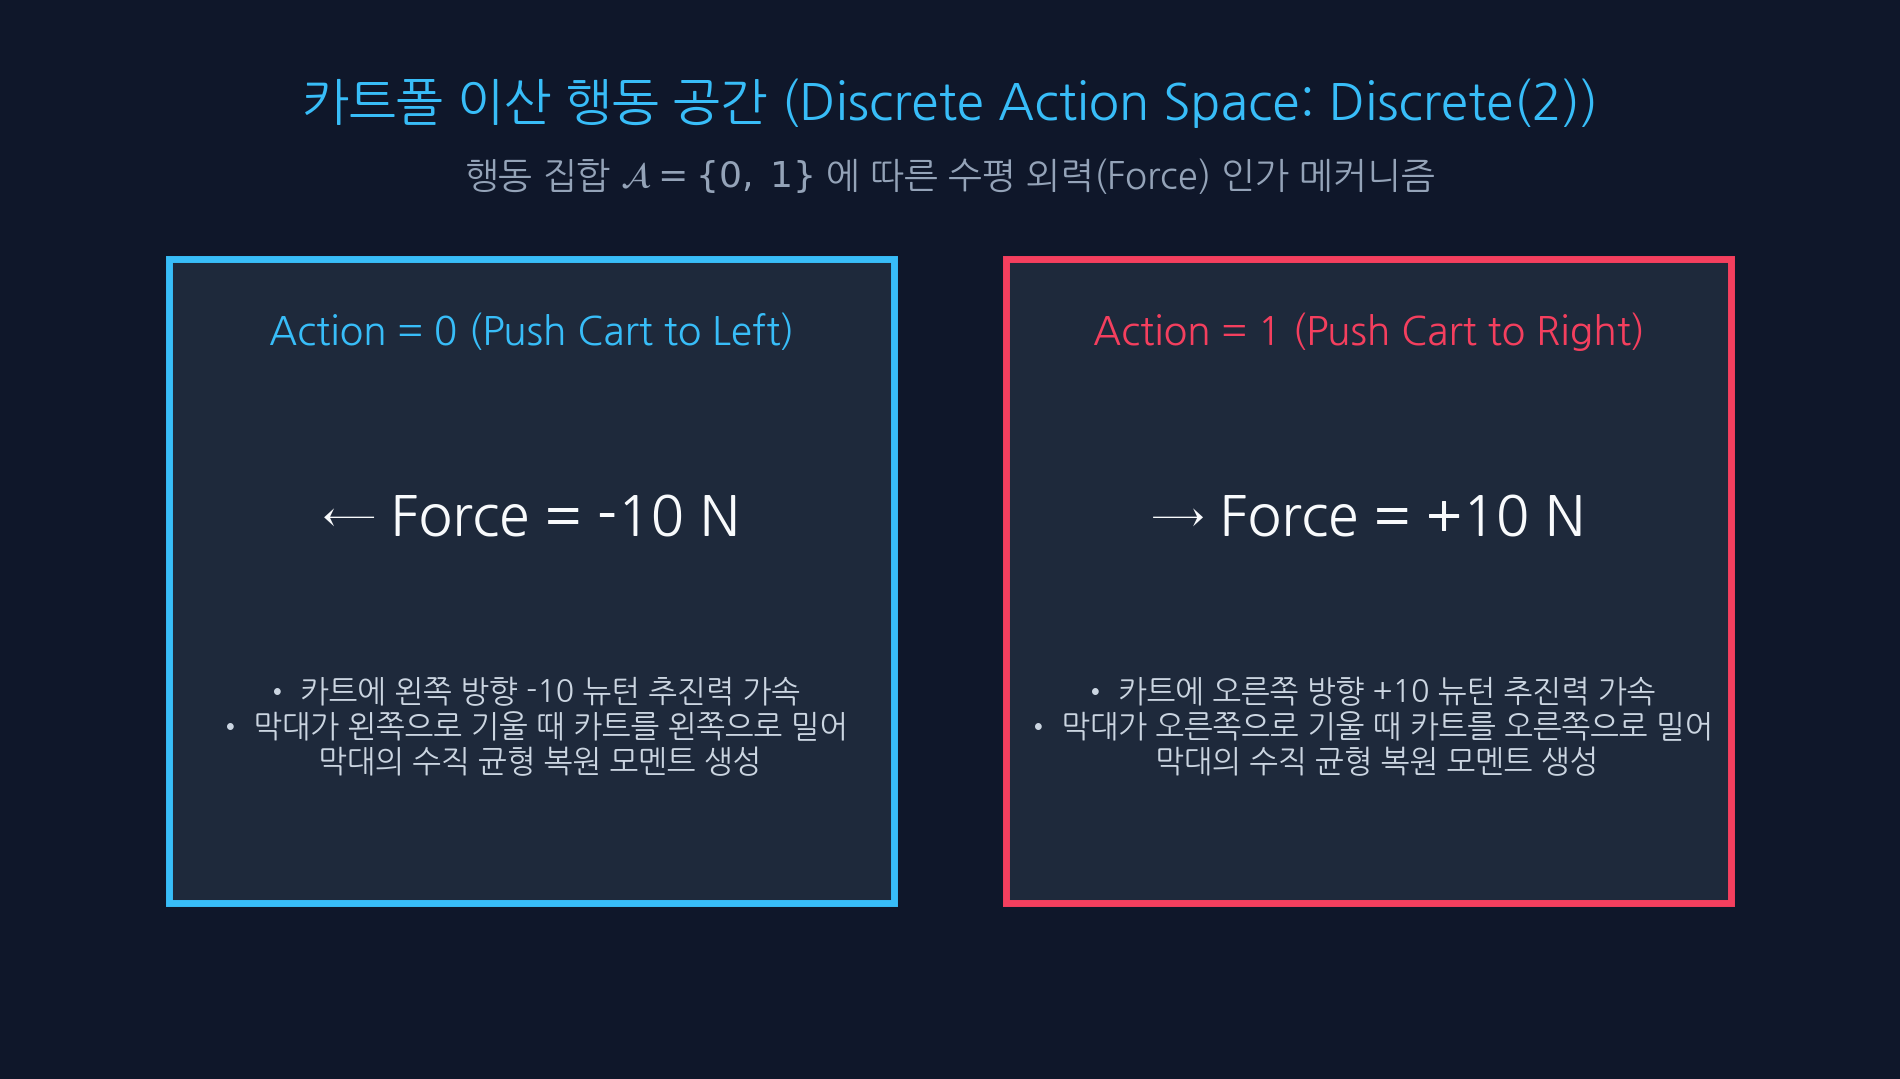 카트폴 이산 행동 공간 (Discrete Action Space: Discrete(2))
행동 집합 𝒜 = {0, 1} 에 따른 수평 외력(Force) 인가 메커니즘
Action = 0 (Push Cart to Left)
← Force = -10 N
• 카트에 왼쪽 방향 -10 뉴턴 추진력 가속
• 막대가 왼쪽으로 기울 때 카트를 왼쪽으로 밀어
막대의 수직 균형 복원 모멘트 생성
Action = 1 (Push Cart to Right)
→ Force = +10 N
• 카트에 오른쪽 방향 +10 뉴턴 추진력 가속
• 막대가 오른쪽으로 기울 때 카트를 오른쪽으로 밀어
막대의 수직 균형 복원 모멘트 생성